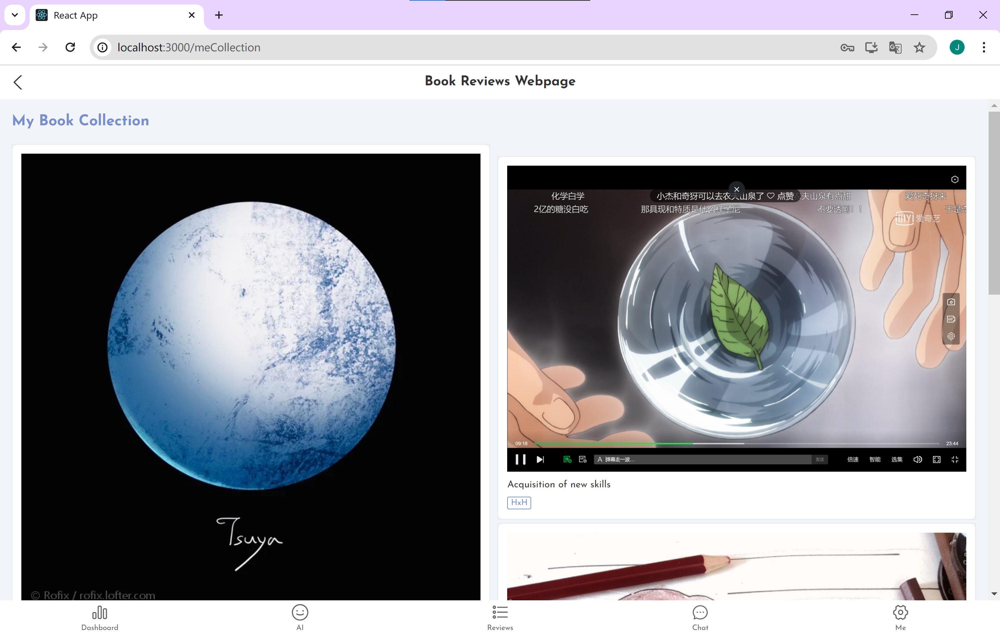 React App
localhost:3000/meCollection
J
Book Reviews Webpage
My Book Collection
Tsuya
© Rofix / rofix.lofter.com
化学白学
小杰和奇犽可以去农夫山泉了 点赞
夫山泉有点甜
爱死奇犽来
2亿的糖没白吃
那具现和特质是什么样子尼
不要透剧！！
于是奇
iQIYI 爱奇艺
GIF
09:18
23:44
弹
A 弹幕走一波...
发送
倍速
智能
选集
Acquisition of new skills
HxH
Dashboard
AI
Reviews
Chat
Me